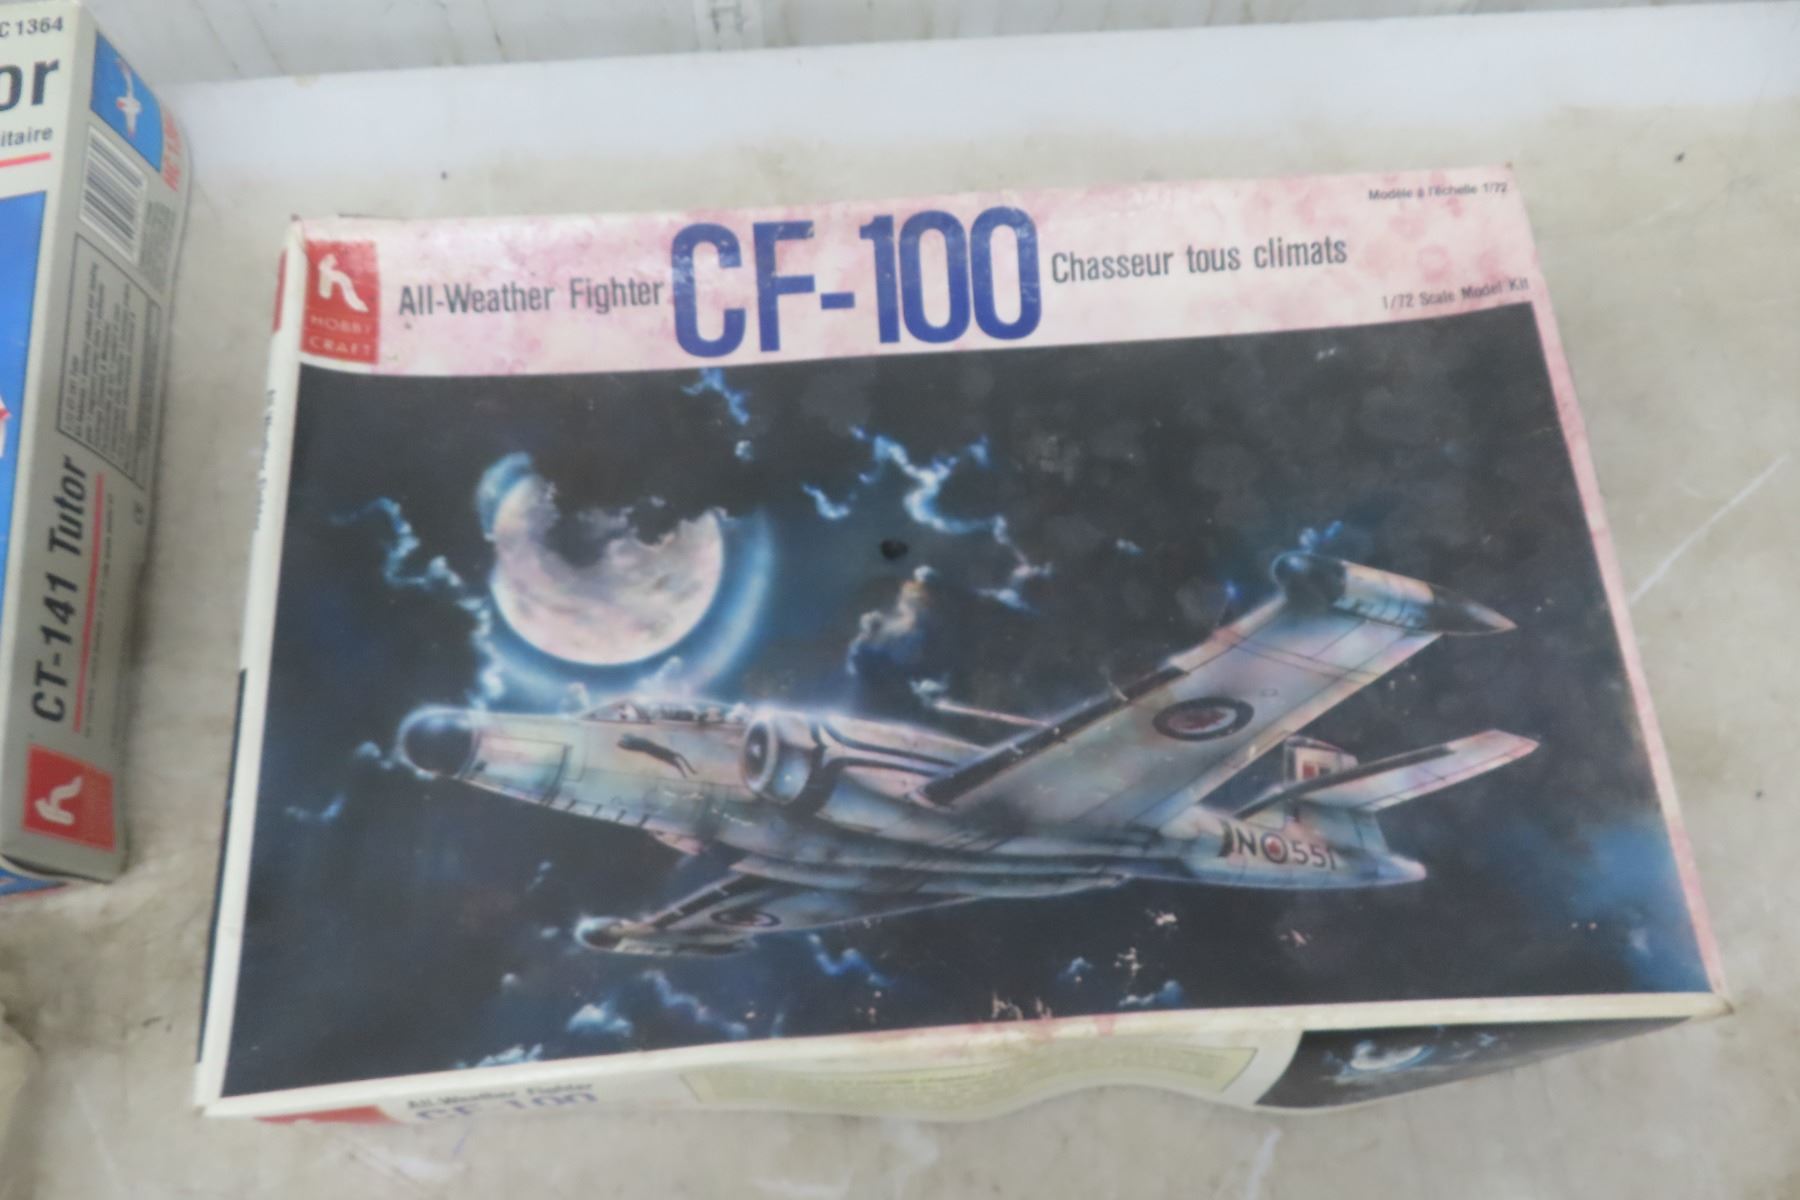 C 1364
or
itaire
CT-141 Tutor
h
h
HOBBY
CRAFT
All-Weather Fighter
CF-100
Chasseur tous climats
Modèle à l'échelle 1/72
1/72 Scale Model Kit
N 551
All-Weather Fighter
CF-100